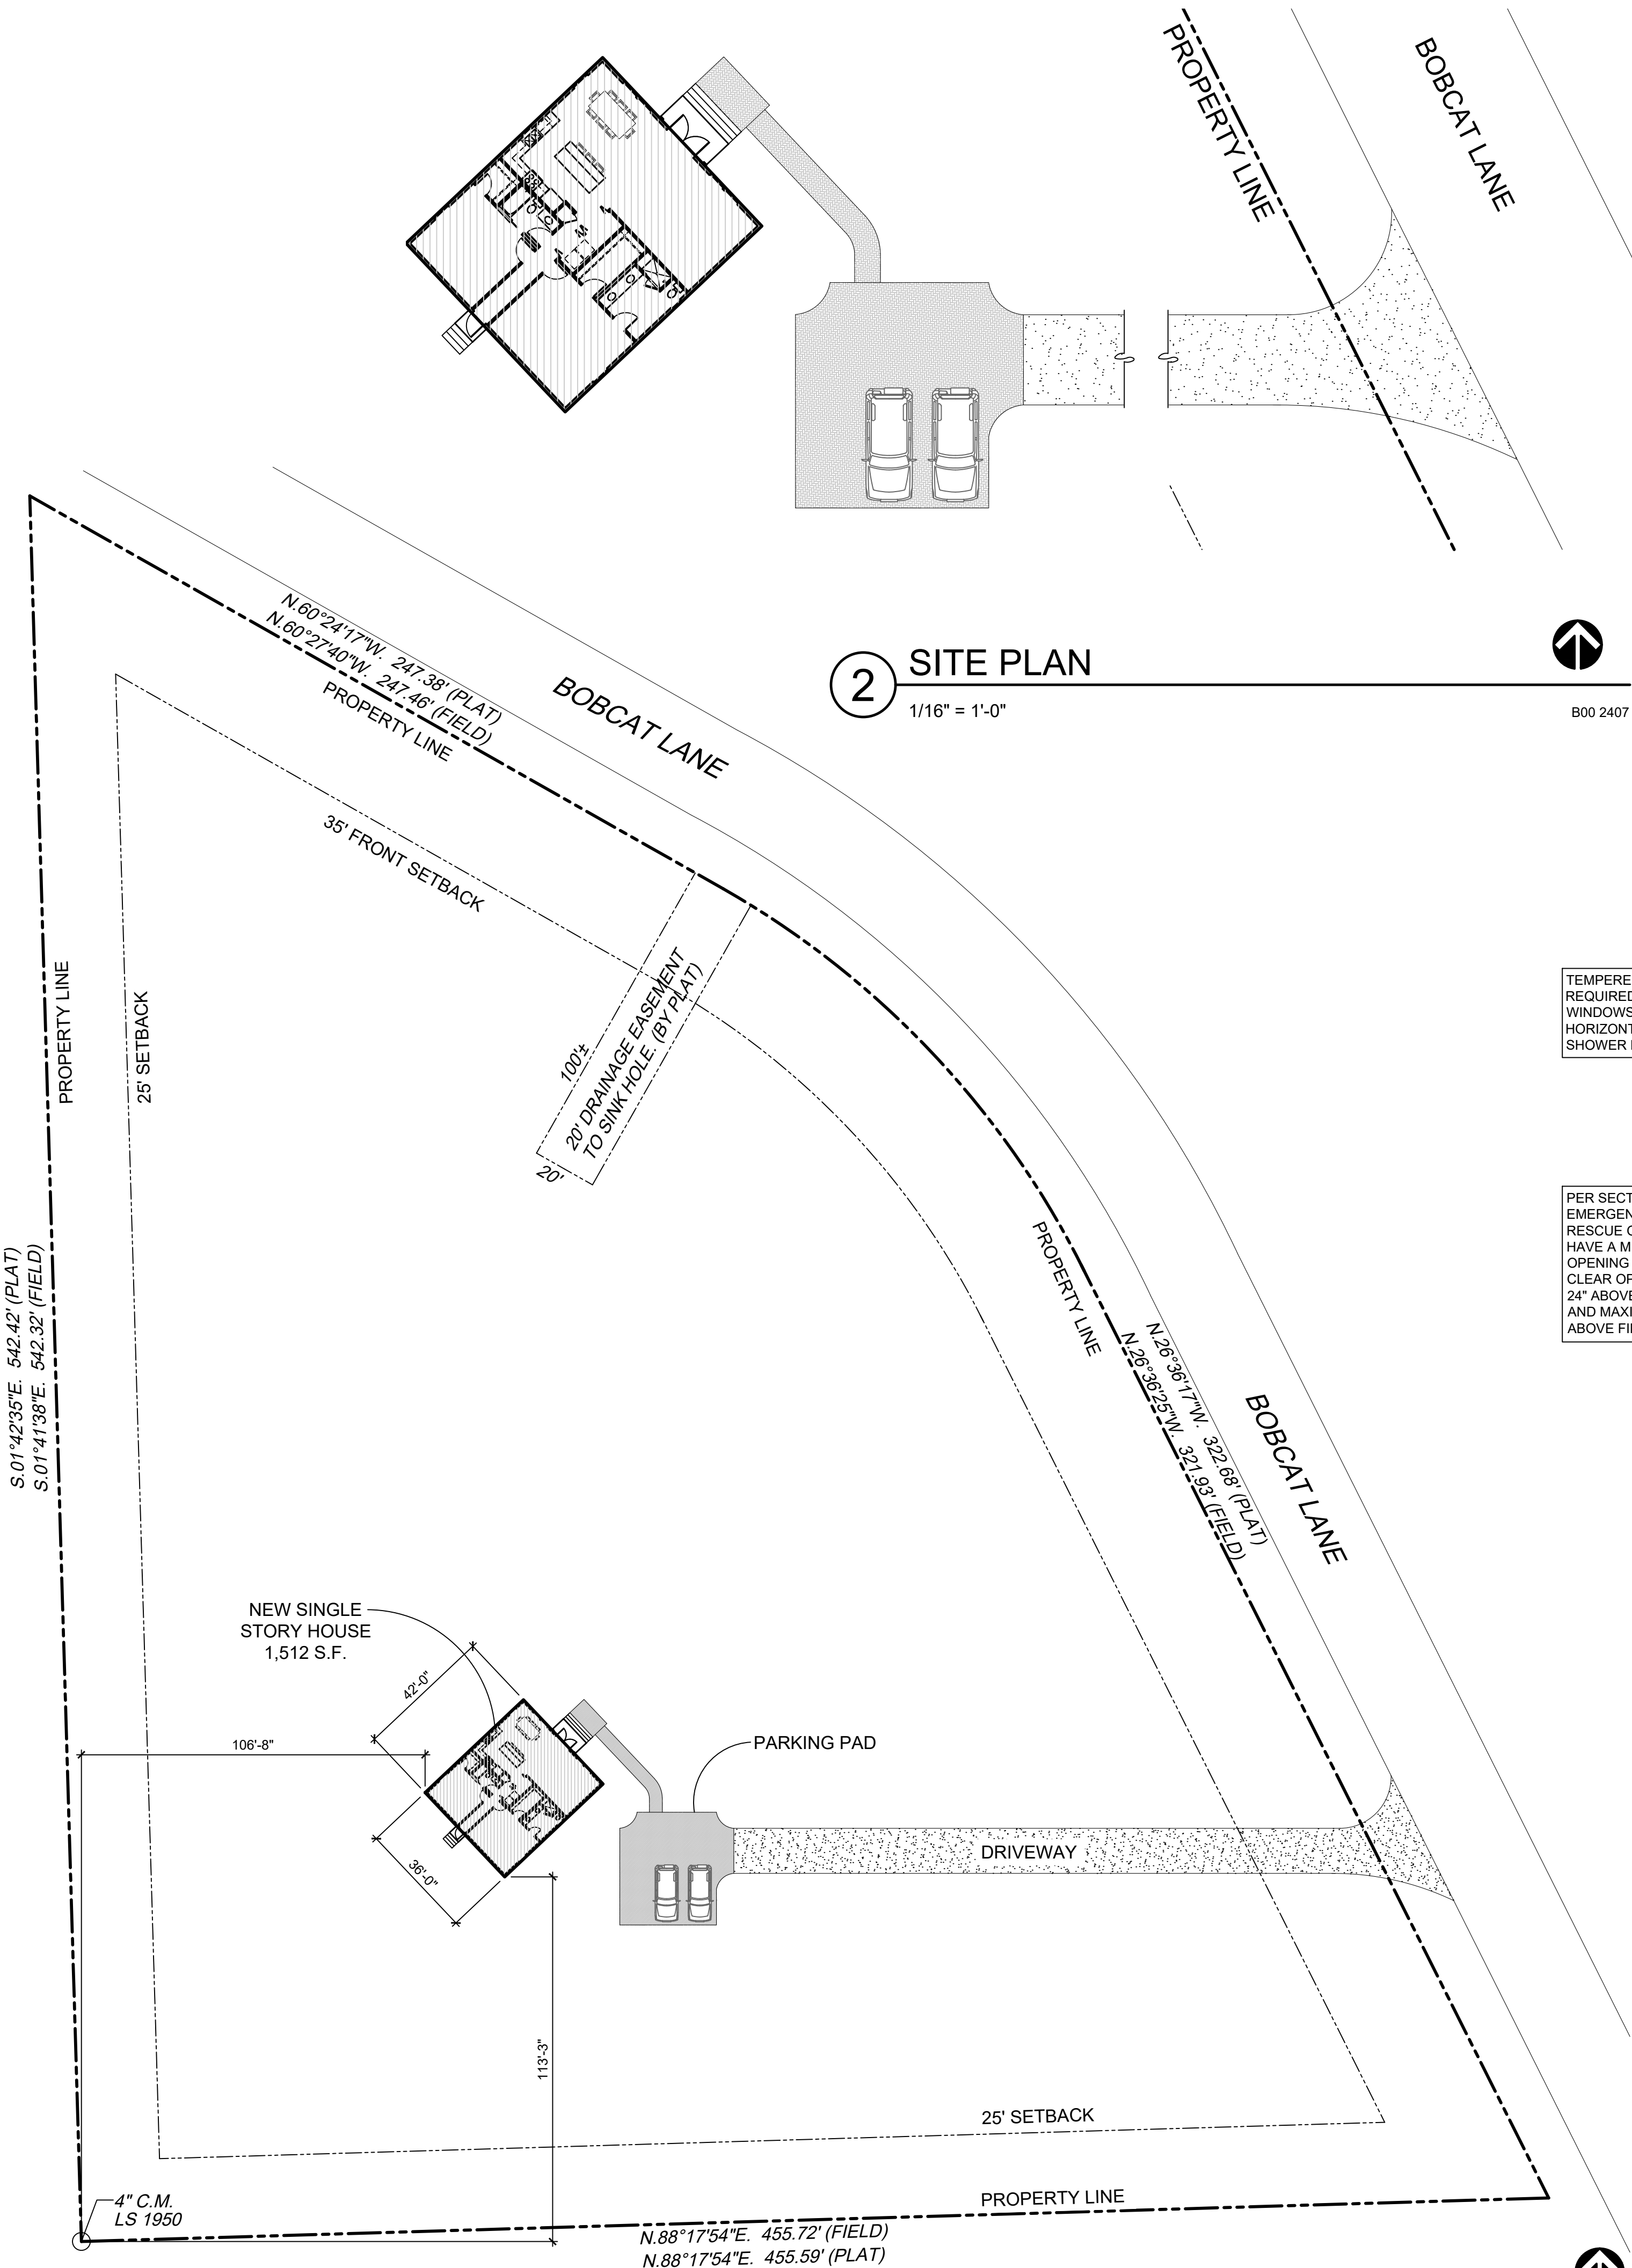 PROPERTY LINE
BOBCAT LANE
2
SITE PLAN
1/16" = 1'-0"
B00 2407
N.60°24'17"W. 247.38' (PLAT)
N.60°27'40"W. 247.46' (FIELD)
PROPERTY LINE
BOBCAT LANE
35' FRONT SETBACK
100'±
20' DRAINAGE EASEMENT
TO SINK HOLE. (BY PLAT)
20'
PROPERTY LINE
25' SETBACK
TEMPERE
REQUIRED
WINDOWS
HORIZONT
SHOWER
PER SECT
EMERGEN
RESCUE
HAVE A M
OPENING
CLEAR OF
24" ABOVE
AND MAXI
ABOVE FI
S.01°42'35"E. 542.42' (PLAT)
S.01°41'38"E. 542.32' (FIELD)
PROPERTY LINE
N.26°36'17"W. 322.68' (PLAT)
N.26°36'25"W. 321.93' (FIELD)
BOBCAT LANE
NEW SINGLE
STORY HOUSE
1,512 S.F.
42'-0"
106'-8"
PARKING PAD
DRIVEWAY
36'-0"
113'-3"
25' SETBACK
4" C.M.
LS 1950
PROPERTY LINE
N.88°17'54"E. 455.72' (FIELD)
N.88°17'54"E. 455.59' (PLAT)